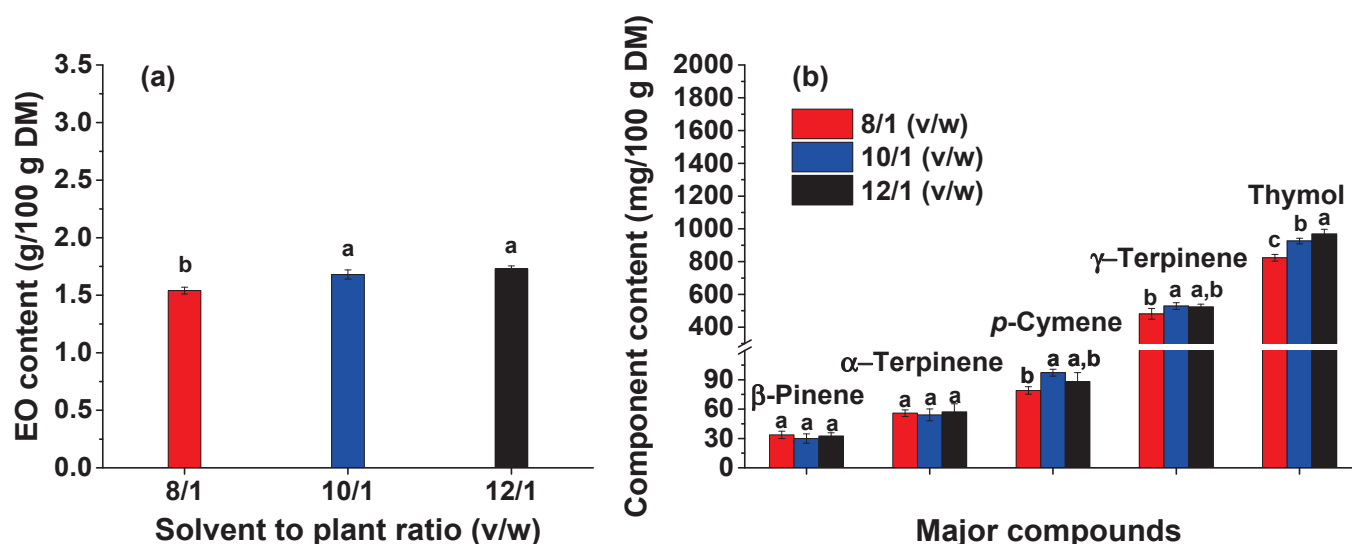 (a)
EO content (g/100 g DM)
3.5
3.0
2.5
2.0
1.5
1.0
0.5
0.0
b
a
a
8/1
10/1
12/1
Solvent to plant ratio (v/w)
(b)
Component content (mg/100 g DM)
2000
1800
1600
1400
1200
1000
800
600
400
90
60
30
0
8/1 (v/w)
10/1 (v/w)
12/1 (v/w)
β-Pinene
a a a
α–Terpinene
a a a
p-Cymene
b a a,b
γ–Terpinene
b a a,b
Thymol
c b a
Major compounds